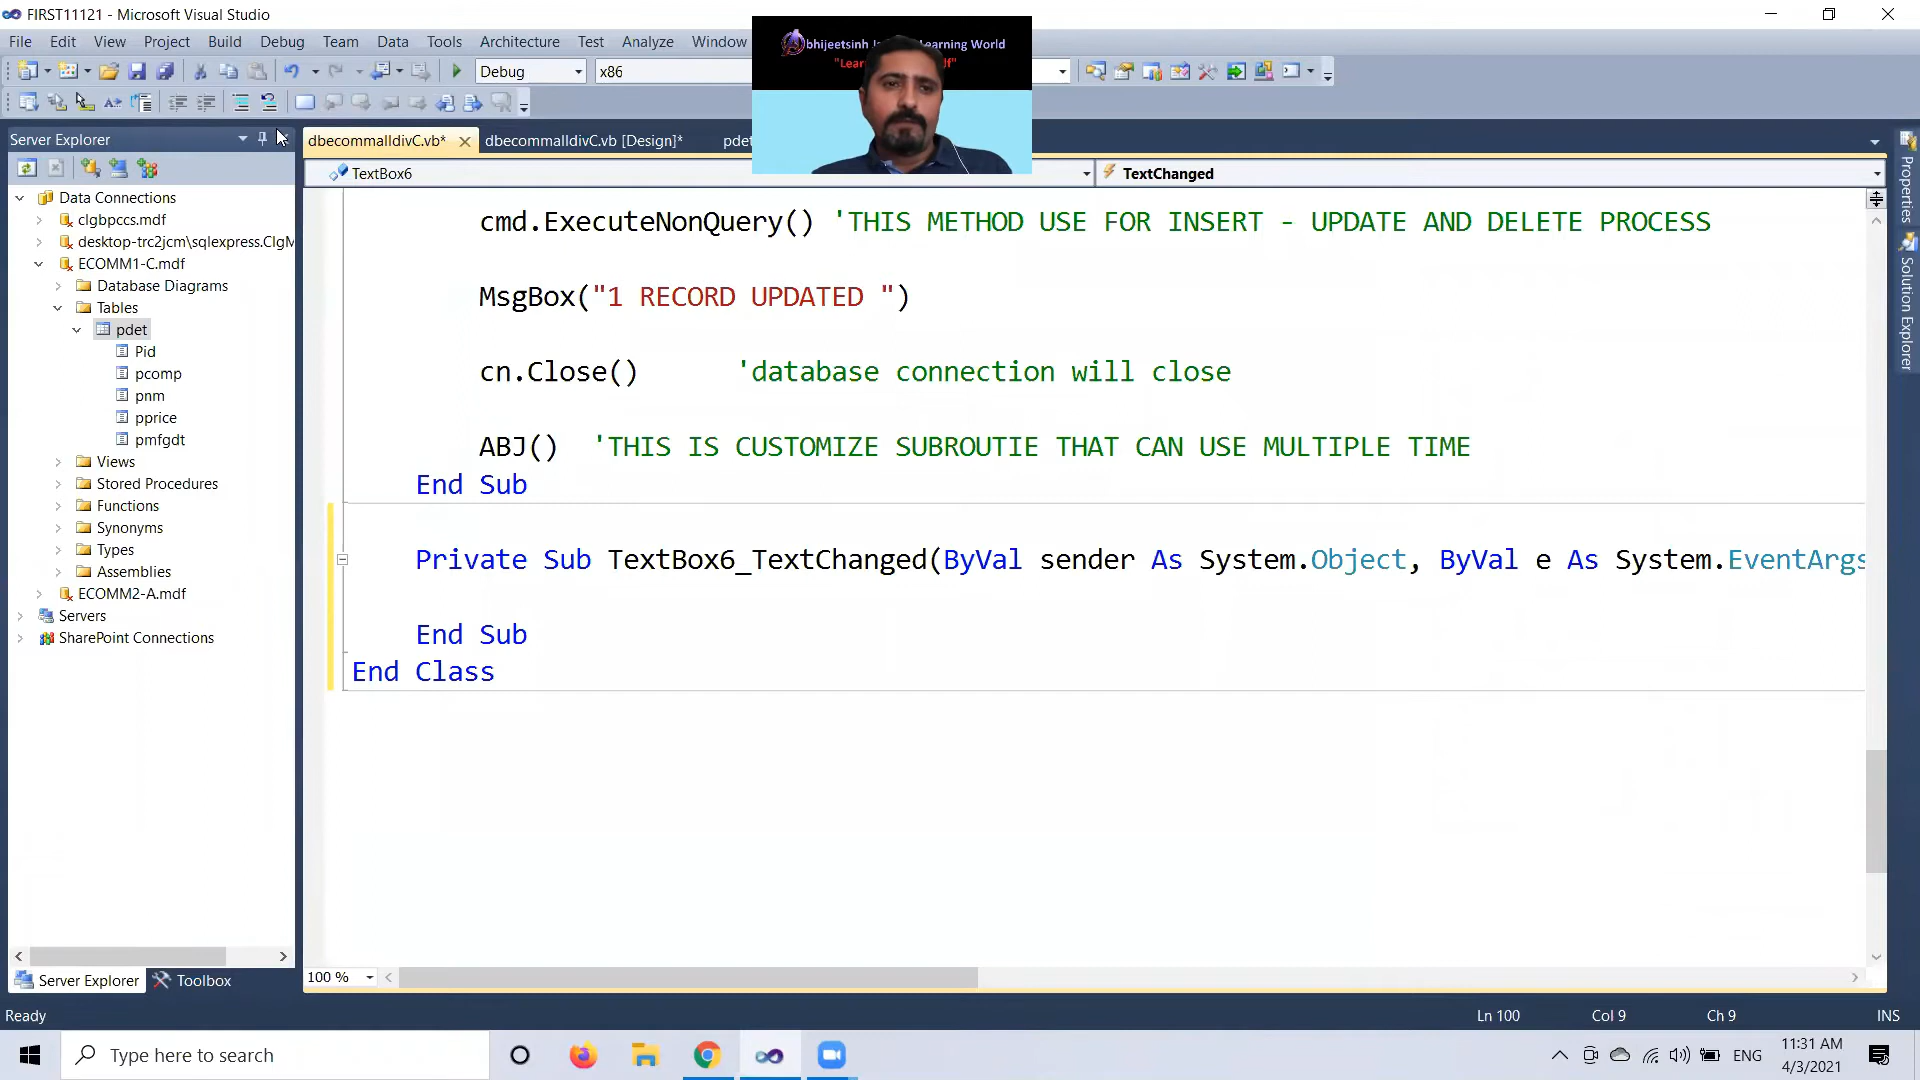 FIRST11121 - Microsoft Visual Studio
File Edit View Project Build Debug Team Data Tools Architecture Test Analyze Window
Debug x86
bhijeetsinh
earning World
"Lear
df"
Server Explorer
dbecommalldivC.vb* dbecommalldivC.vb [Design]* pdet
TextBox6 TextChanged
Data Connections
clgbpccs.mdf
desktop-trc2jcm\sqlexpress.ClgM
ECOMM1-C.mdf
Database Diagrams
Tables
pdet
Pid
pcomp
pnm
pprice
pmfgdt
Views
Stored Procedures
Functions
Synonyms
Types
Assemblies
ECOMM2-A.mdf
Servers
SharePoint Connections
Server Explorer Toolbox
cmd.ExecuteNonQuery() 'THIS METHOD USE FOR INSERT - UPDATE AND DELETE PROCESS
MsgBox("1 RECORD UPDATED ")
cn.Close() 'database connection will close
ABJ() 'THIS IS CUSTOMIZE SUBROUTIE THAT CAN USE MULTIPLE TIME
End Sub
Private Sub TextBox6_TextChanged(ByVal sender As System.Object, ByVal e As System.EventArgs
End Sub
End Class
100 %
Properties
Solution Explorer
Ready Ln 100 Col 9 Ch 9 INS
Type here to search
ENG
11:31 AM
4/3/2021